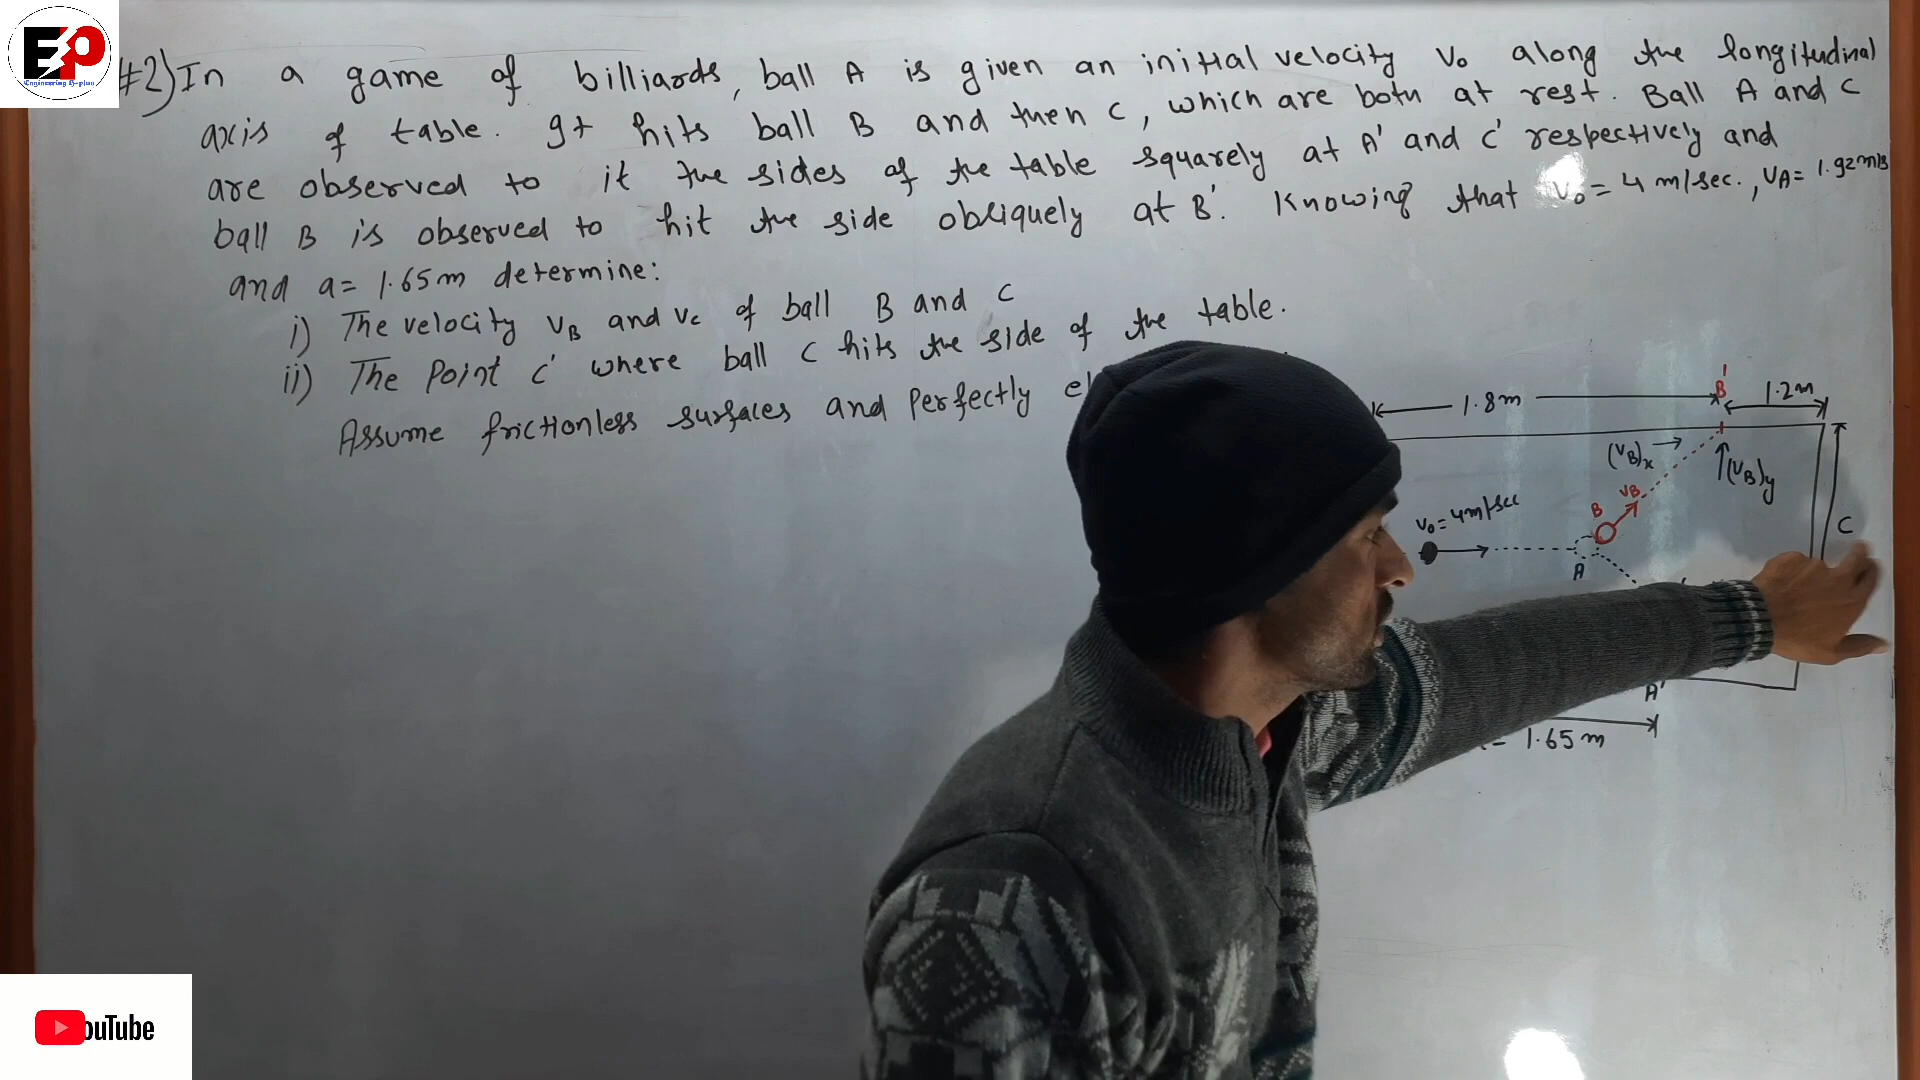 EP
Engineering E-plus
#2) In a game of billiards, ball A is given an initial velocity v₀ along the longitudinal
axis of table. It hits ball B and then C, which are both at rest. Ball A and C
are observed to it the sides of the table squarely at A' and C' respectively and
ball B is observed to hit the side obliquely at B'. Knowing that v₀ = 4 m/sec., vA = 1.92 m/s
and a = 1.65m determine:
i) The velocity vB and vc of ball B and C
ii) The Point C' where ball C hits the side of the table.
Assume frictionless surfaces and Perfectly
1.8m
B'
1.2m
(vB)x
(vB)y
vB
B
v₀ = 4m/sec
C
A
A'
= 1.65 m
ouTube